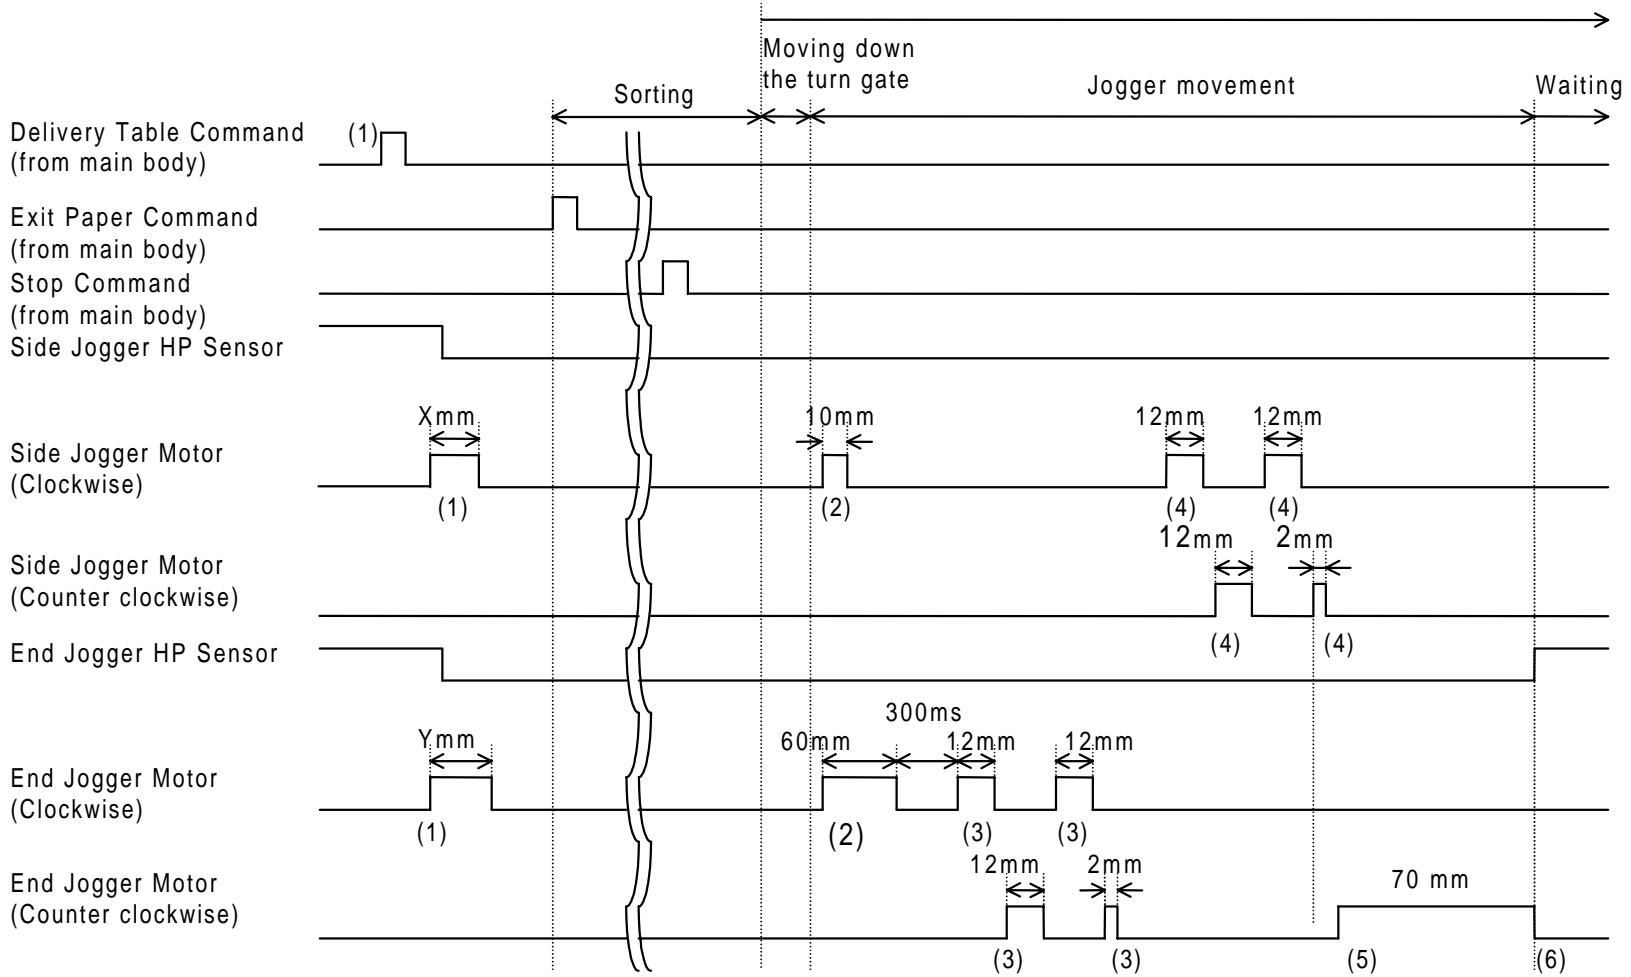 Moving down
the turn gate
Sorting
Jogger movement
Waiting
Delivery Table Command
(from main body)
(1)
Exit Paper Command
(from main body)
Stop Command
(from main body)
Side Jogger HP Sensor
Xmm
10mm
12mm
12mm
Side Jogger Motor
(Clockwise)
(1)
(2)
(4)
(4)
12mm
2mm
Side Jogger Motor
(Counter clockwise)
(4)
(4)
End Jogger HP Sensor
300ms
Ymm
60mm
12mm
12mm
End Jogger Motor
(Clockwise)
(1)
(2)
(3)
(3)
12mm
2mm
70 mm
End Jogger Motor
(Counter clockwise)
(3)
(3)
(5)
(6)